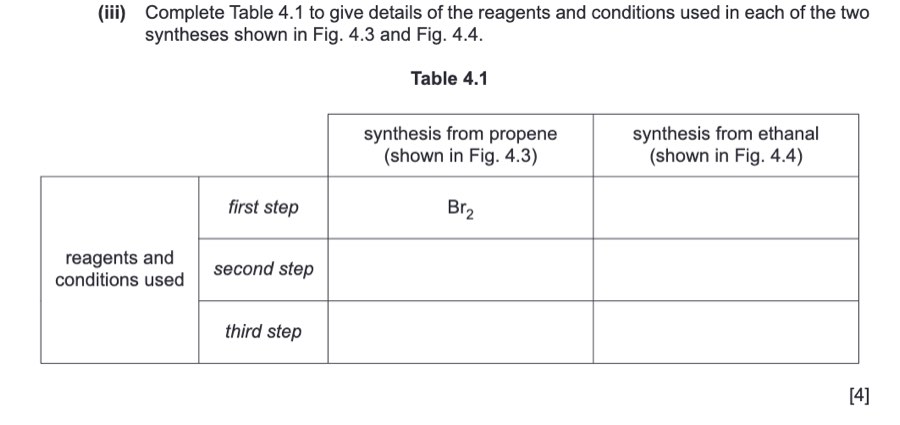 (iii) Complete Table 4.1 to give details of the reagents and conditions used in each of the two
syntheses shown in Fig. 4.3 and Fig. 4.4.
Table 4.1
synthesis from propene
(shown in Fig. 4.3)
synthesis from ethanal
(shown in Fig. 4.4)
reagents and
conditions used
first step
Br₂
second step
third step
[4]